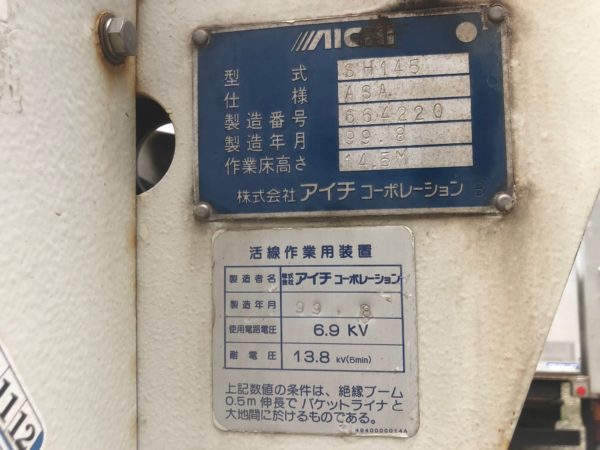 AICHI
型 式 SH145
仕 様 ASA
製造番号 664220
製造年月 99.8
作業床高さ 14.5M
株式会社 アイチ コーポレーション
活線作業用装置
製造者名 株式会社 アイチ コーポレーション
製造年月 99.8
使用電路電圧 6.9 KV
耐電圧 13.8 kV(5min)
上記数値の条件は、絶縁ブーム
0.5m 伸長で バケットライナと
大地間に於けるものである。
4940000014A
1112